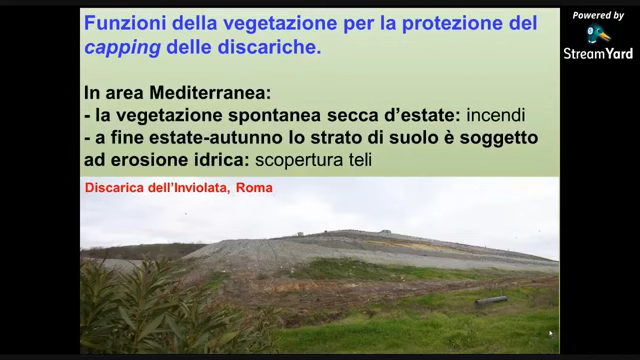 Funzioni della vegetazione per la protezione del
capping delle discariche.
In area Mediterranea:
- la vegetazione spontanea secca d'estate: incendi
- a fine estate-autunno lo strato di suolo è soggetto
ad erosione idrica: scopertura teli
Discarica dell'Inviolata, Roma
Powered by
StreamYard